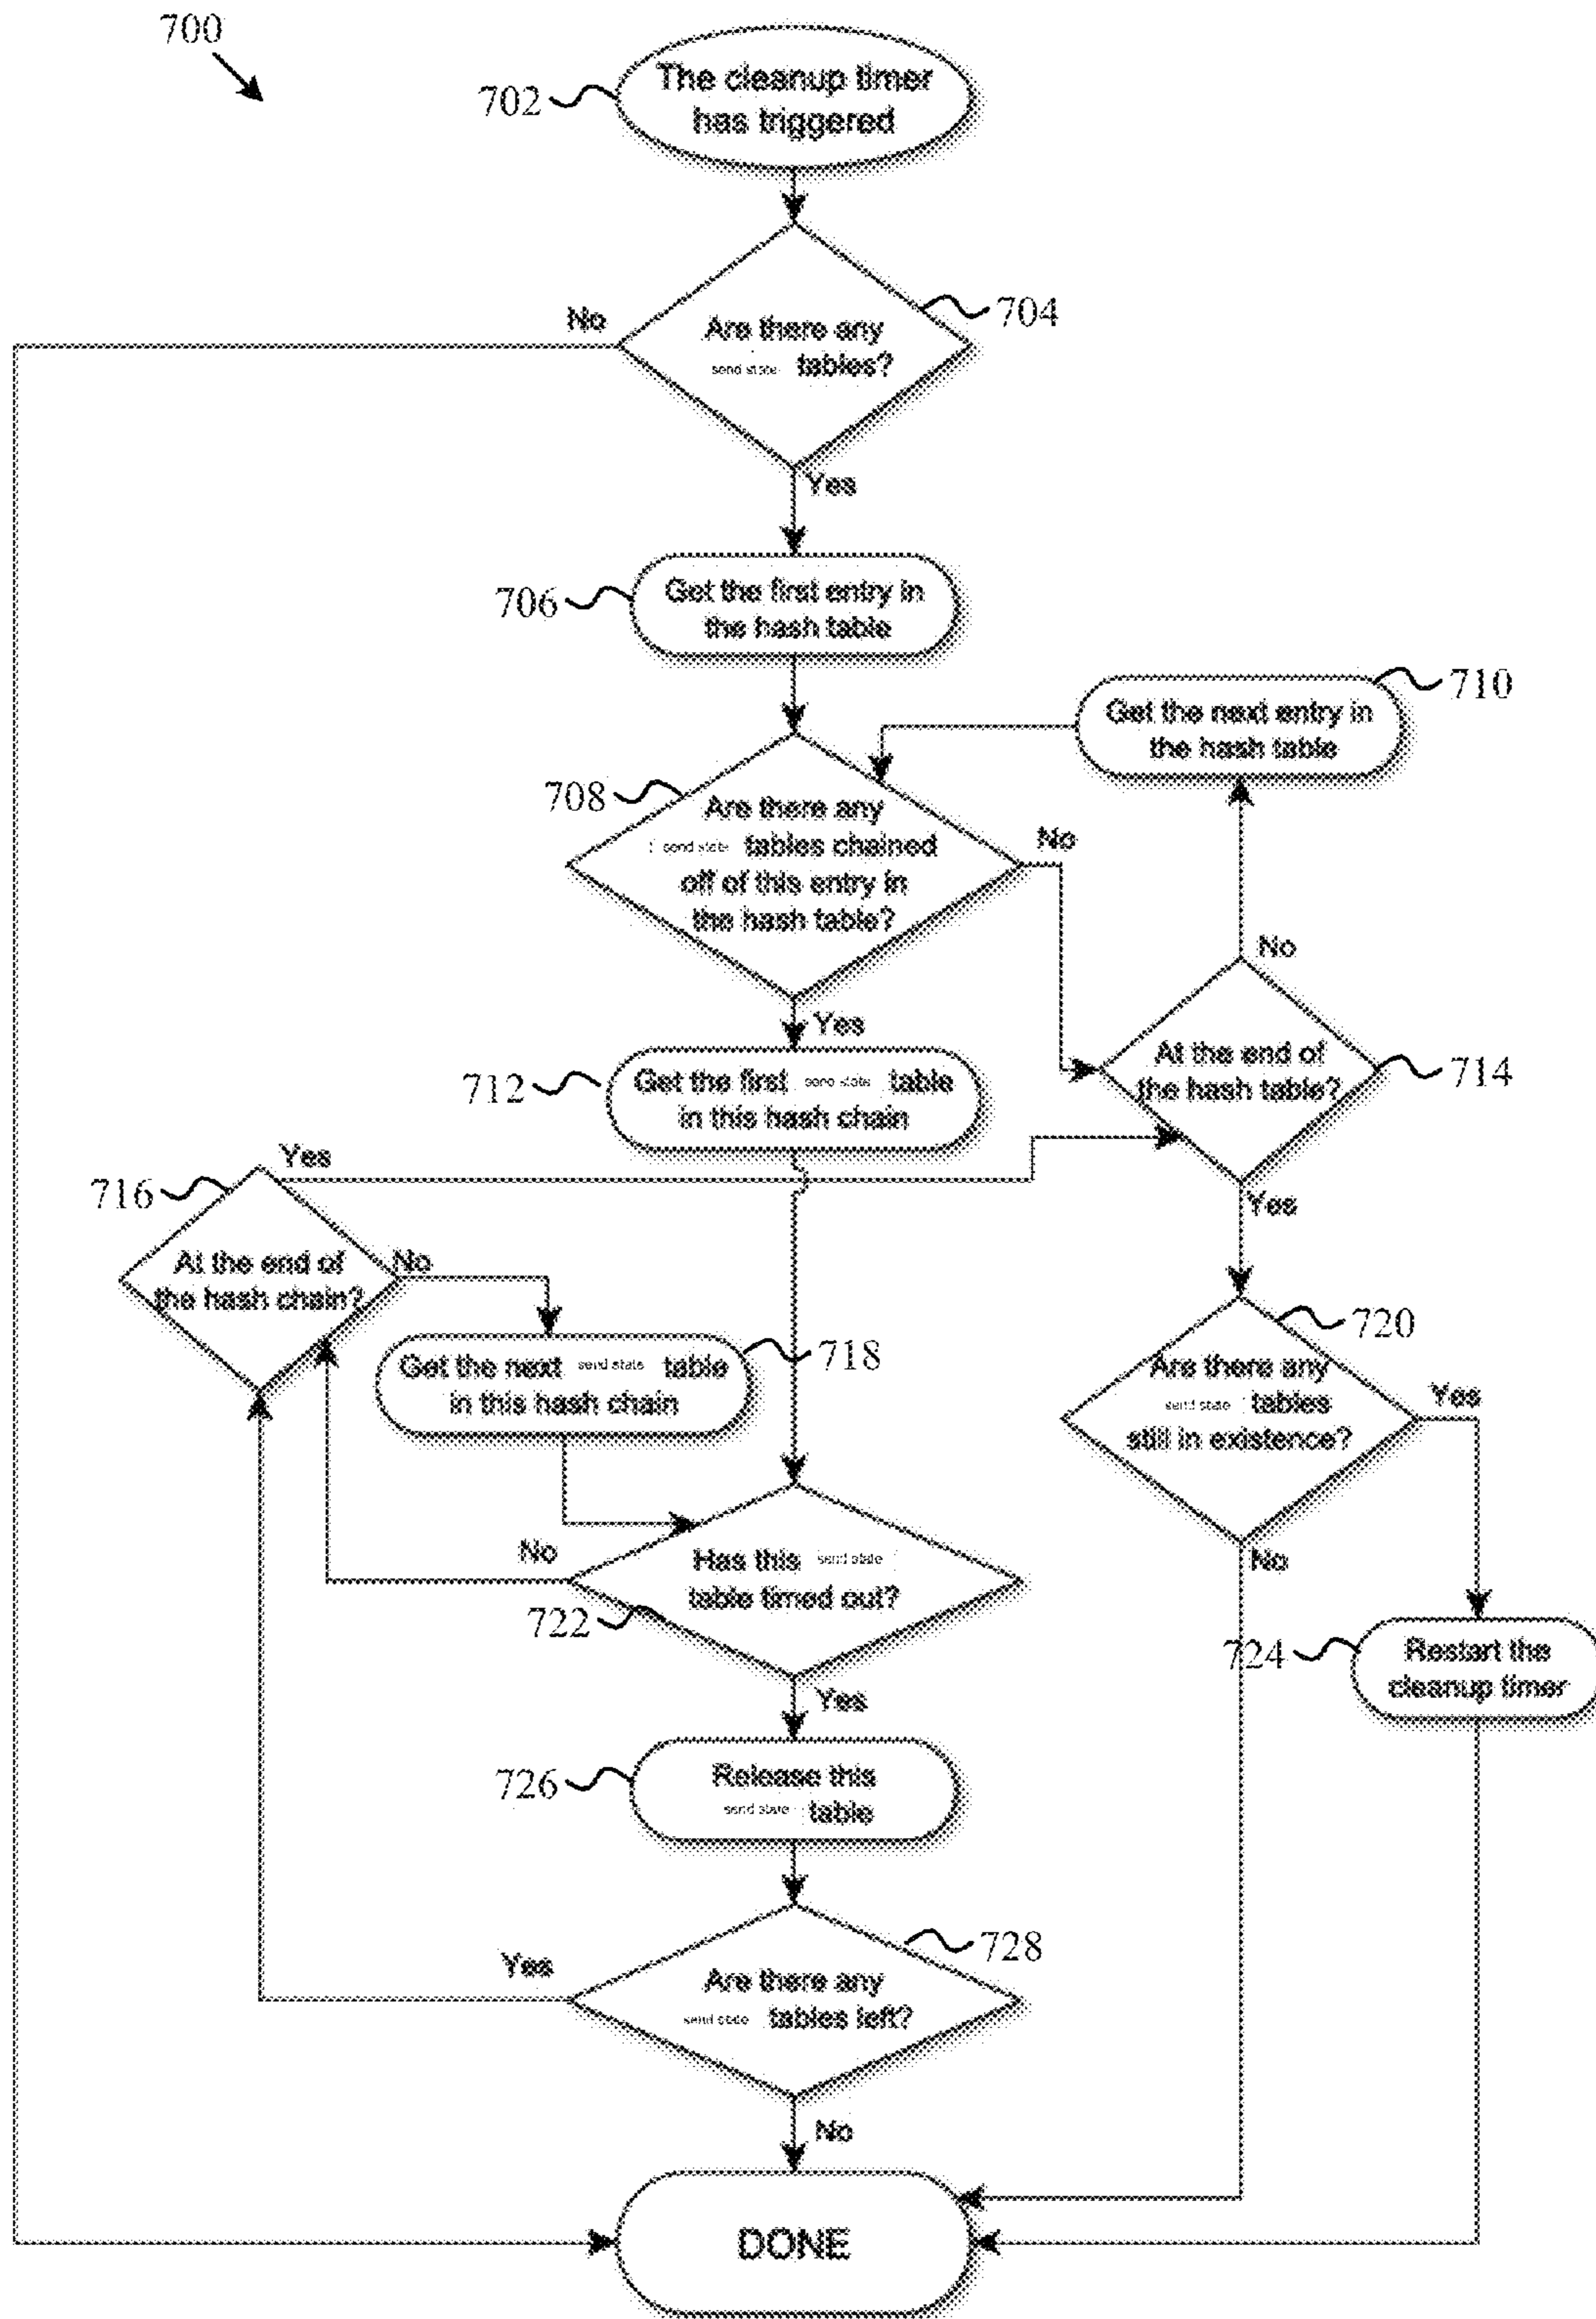 700
702
The cleanup timer
has triggered
704
No
Are there any
send state tables?
Yes
706
Get the first entry in
the hash table
710
Get the next entry in
the hash table
708
Are there any
send state tables chained
off of this entry in
the hash table?
No
No
Yes
712
Get the first send state table
in this hash chain
At the end of
the hash table?
714
Yes
716
Yes
At the end of
the hash chain?
No
718
Get the next send state table
in this hash chain
720
Are there any
send state tables
still in existence?
Yes
No
No
Has this send state
table timed out?
722
724
Restart the
cleanup timer
Yes
726
Release this
send state table
728
Yes
Are there any
send state tables left?
No
DONE